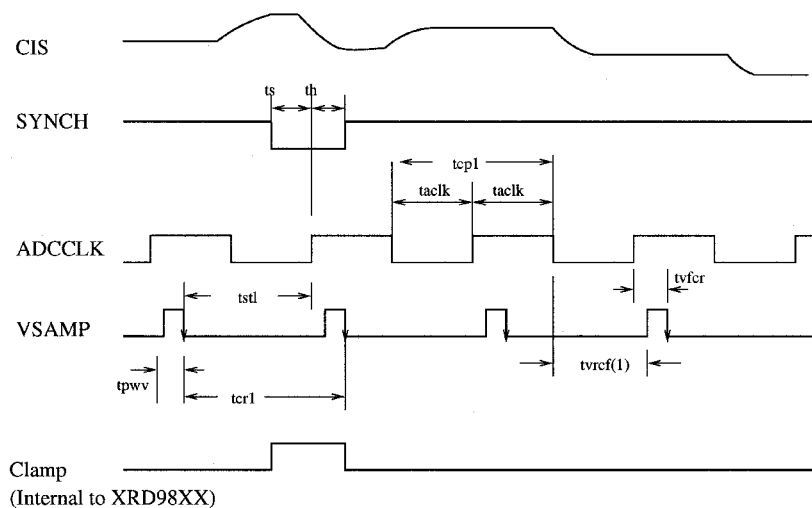 CIS
ts th
SYNCH
tcp1
taclk taclk
ADCCLK
tvfcr
tstl
VSAMP
tpwv
tvrcf(1)
tcr1
Clamp
(Internal to XRD98XX)